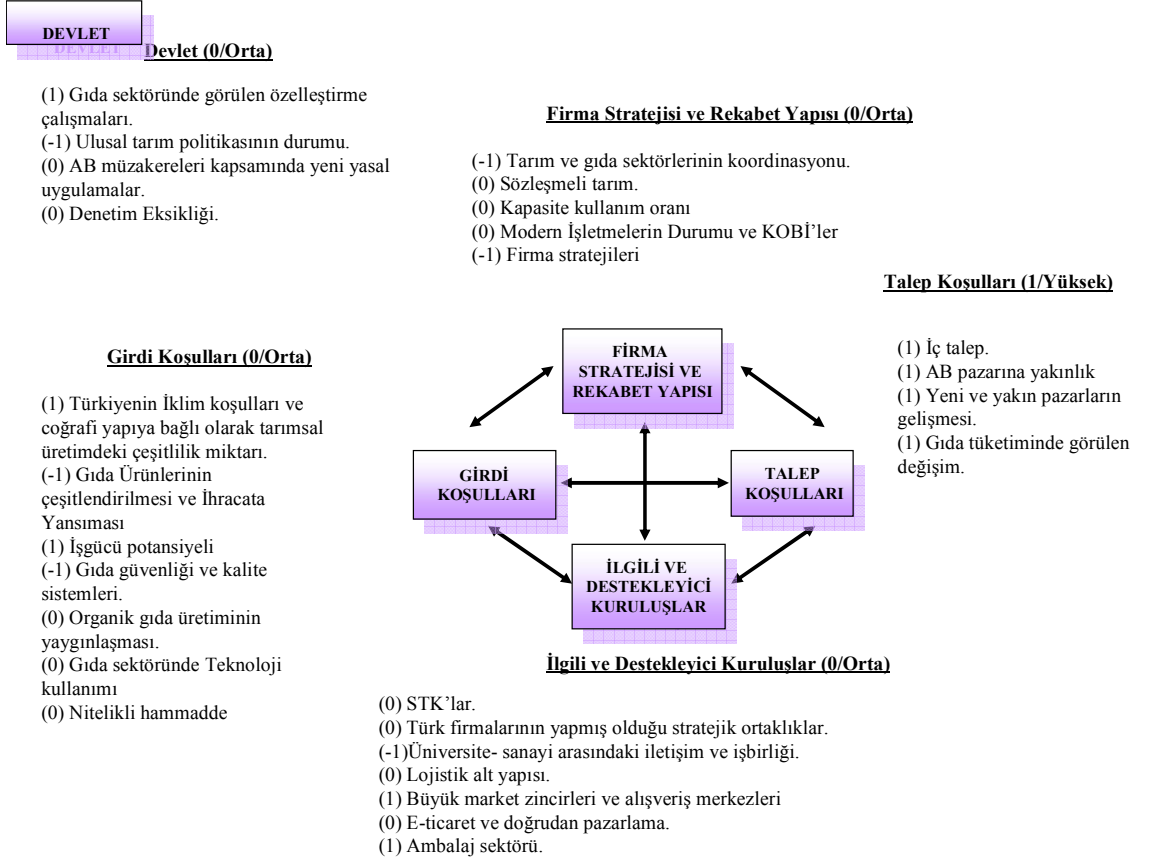 DEVLET
Devlet (0/Orta)
(1) Gıda sektöründe görülen özelleştirme
çalışmaları.
(-1) Ulusal tarım politikasının durumu.
(0) AB müzakereleri kapsamında yeni yasal
uygulamalar.
(0) Denetim Eksikliği.
Firma Stratejisi ve Rekabet Yapısı (0/Orta)
(-1) Tarım ve gıda sektörlerinin koordinasyonu.
(0) Sözleşmeli tarım.
(0) Kapasite kullanım oranı
(0) Modern İşletmelerin Durumu ve KOBİ’ler
(-1) Firma stratejileri
Talep Koşulları (1/Yüksek)
(1) İç talep.
(1) AB pazarına yakınlık
(1) Yeni ve yakın pazarların
gelişmesi.
(1) Gıda tüketiminde görülen
değişim.
Girdi Koşulları (0/Orta)
(1) Türkiyenin İklim koşulları ve
coğrafi yapıya bağlı olarak tarımsal
üretimdeki çeşitlilik miktarı.
(-1) Gıda Ürünlerinin
çeşitlendirilmesi ve İhracata
Yansıması
(1) İşgücü potansiyeli
(-1) Gıda güvenliği ve kalite
sistemleri.
(0) Organik gıda üretiminin
yaygınlaşması.
(0) Gıda sektöründe Teknoloji
kullanımı
(0) Nitelikli hammadde
FİRMA
STRATEJİSİ VE
REKABET YAPISI
GİRDİ
KOŞULLARI
TALEP
KOŞULLARI
İLGİLİ VE
DESTEKLEYİCİ
KURULUŞLAR
İlgili ve Destekleyici Kuruluşlar (0/Orta)
(0) STK’lar.
(0) Türk firmalarının yapmış olduğu stratejik ortaklıklar.
(-1)Üniversite- sanayi arasındaki iletişim ve işbirliği.
(0) Lojistik alt yapısı.
(1) Büyük market zincirleri ve alışveriş merkezleri
(0) E-ticaret ve doğrudan pazarlama.
(1) Ambalaj sektörü.